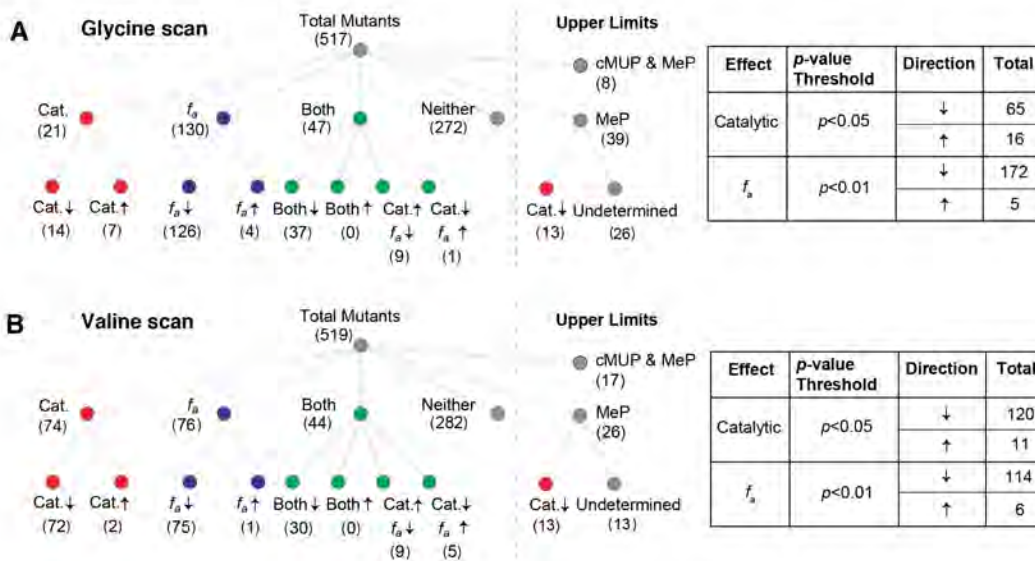 A
Glycine scan
Total Mutants
(517)
Upper Limits
cMUP & MeP
(8)
Cat.
(21)
fa
(130)
Both
(47)
Neither
(272)
MeP
(39)
Cat.↓ Cat.↑ fa↓ fa↑ Both↓ Both↑ Cat.↑ Cat.↓
fa↓ fa↑
(14) (7) (126) (4) (37) (0) (9) (1)
Cat.↓ Undetermined
(13) (26)
Effect p-value Threshold Direction Total
Catalytic p<0.05 ↓ 65
↑ 16
fa p<0.01 ↓ 172
↑ 5
B
Valine scan
Total Mutants
(519)
Upper Limits
cMUP & MeP
(17)
Cat.
(74)
fa
(76)
Both
(44)
Neither
(282)
MeP
(26)
Cat.↓ Cat.↑ fa↓ fa↑ Both↓ Both↑ Cat.↑ Cat.↓
fa↓ fa↑
(72) (2) (75) (1) (30) (0) (9) (5)
Cat.↓ Undetermined
(13) (13)
Effect p-value Threshold Direction Total
Catalytic p<0.05 ↓ 120
↑ 11
fa p<0.01 ↓ 114
↑ 6